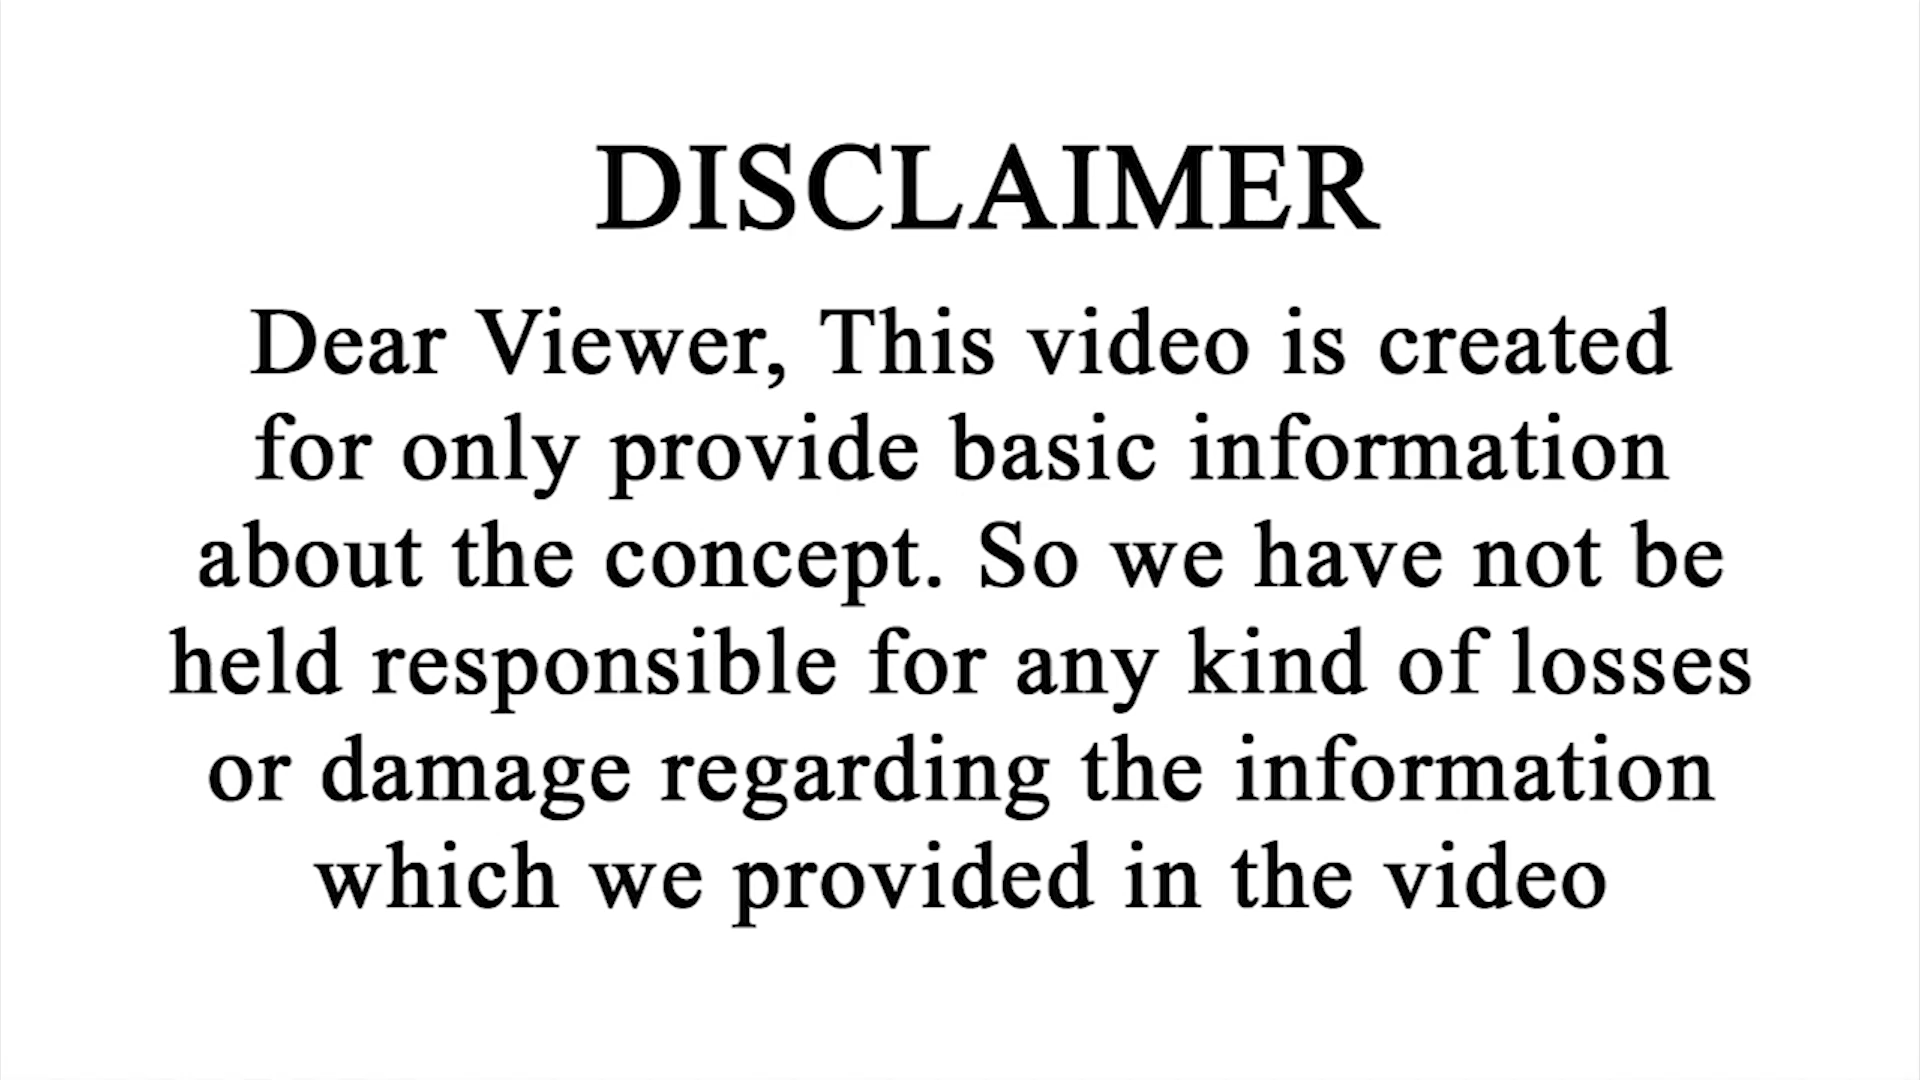 DISCLAIMER
Dear Viewer, This video is created
for only provide basic information
about the concept. So we have not be
held responsible for any kind of losses
or damage regarding the information
which we provided in the video